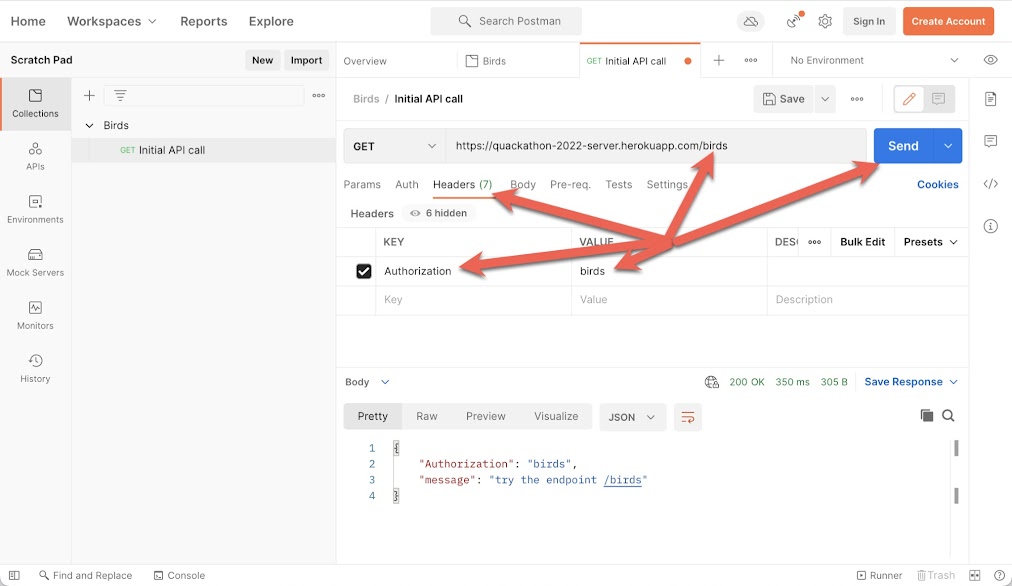 Home Workspaces Reports Explore Search Postman Sign In Create Account
Scratch Pad New Import Overview Birds GET Initial API call No Environment
Collections
Birds
GET Initial API call
APIs
Environments
Mock Servers
Monitors
History
Birds / Initial API call Save
GET https://quackathon-2022-server.herokuapp.com/birds Send
Params Auth Headers (7) Body Pre-req. Tests Settings Cookies
Headers 6 hidden
KEY VALUE DESC Bulk Edit Presets
Authorization birds
Key Value Description
Body 200 OK 350 ms 305 B Save Response
Pretty Raw Preview Visualize JSON
1 {
2 "Authorization": "birds",
3 "message": "try the endpoint /birds"
4 }
Find and Replace Console Runner Trash